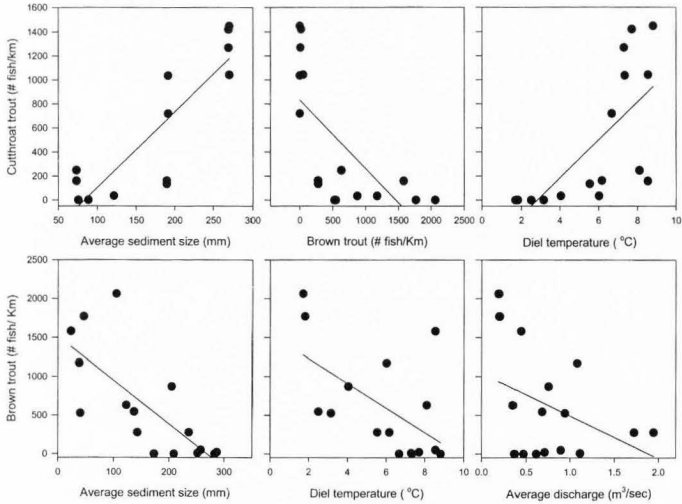 Cutthroat trout (# fish/km)
1600
1400
1200
1000
800
600
400
200
0
50 100 150 200 250 300
Average sediment size (mm)
0 500 1000 1500 2000 2500
Brown trout (# fish/Km)
0 2 4 6 8 10
Diel temperature ( °C)
Brown trout (# fish/ Km)
2500
2000
1500
1000
500
0
0 100 200 300
Average sediment size (mm)
0 2 4 6 8 10
Diel temperature ( °C)
0.0 0.5 1.0 1.5 2.0
Average discharge (m³/sec)